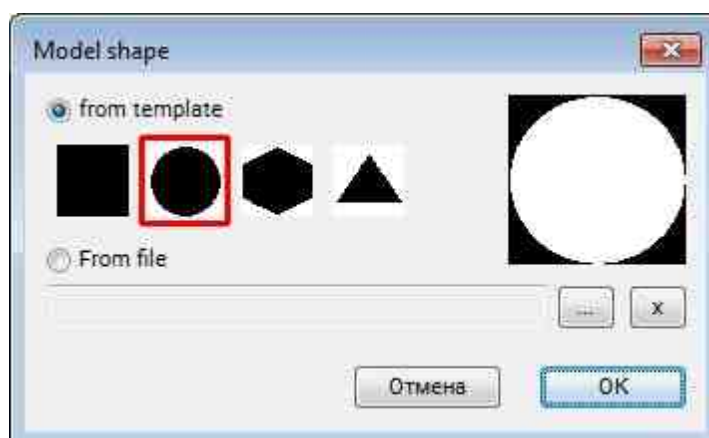 Model shape
from template
From file
... x
Отмена OK